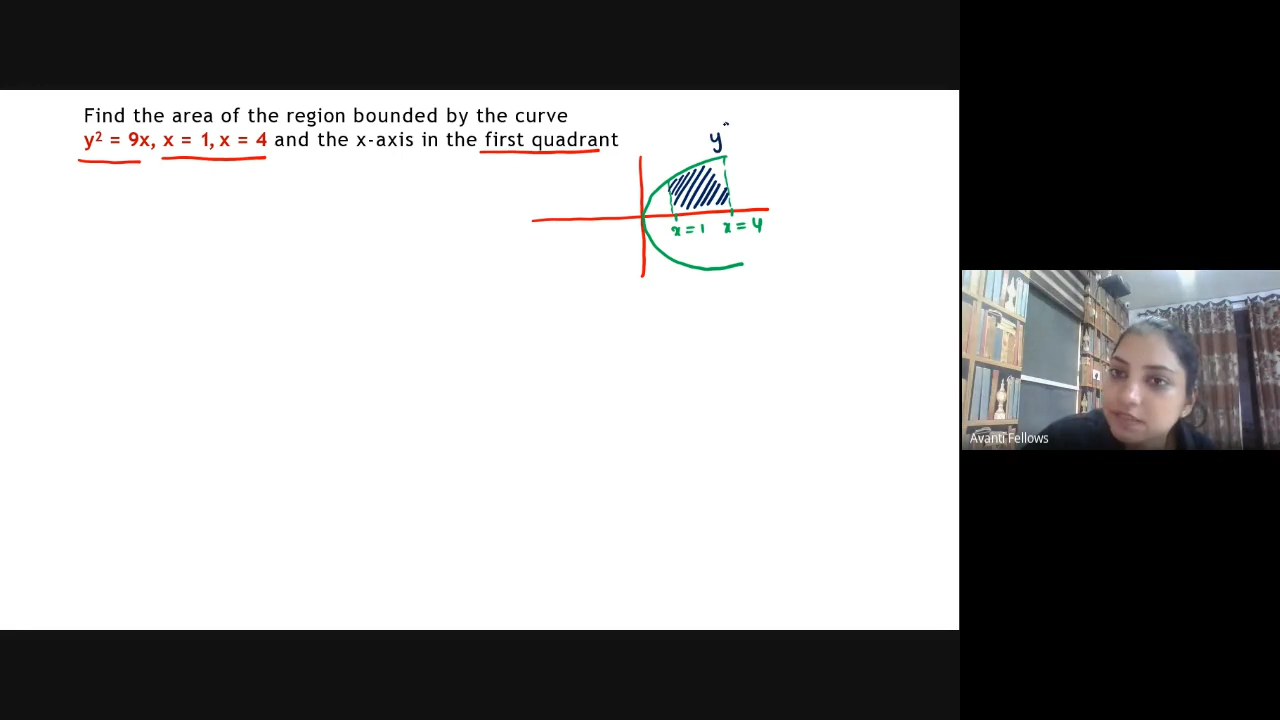 Find the area of the region bounded by the curve
y² = 9x, x = 1, x = 4 and the x-axis in the first quadrant
y
x = 1 x = 4
Avanti Fellows